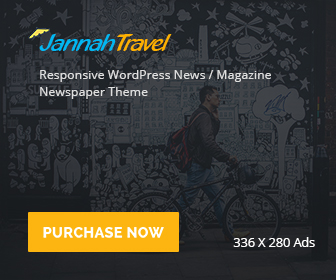 JannahTravel
Responsive WordPress News / Magazine
Newspaper Theme
PURCHASE NOW
336 X 280 Ads